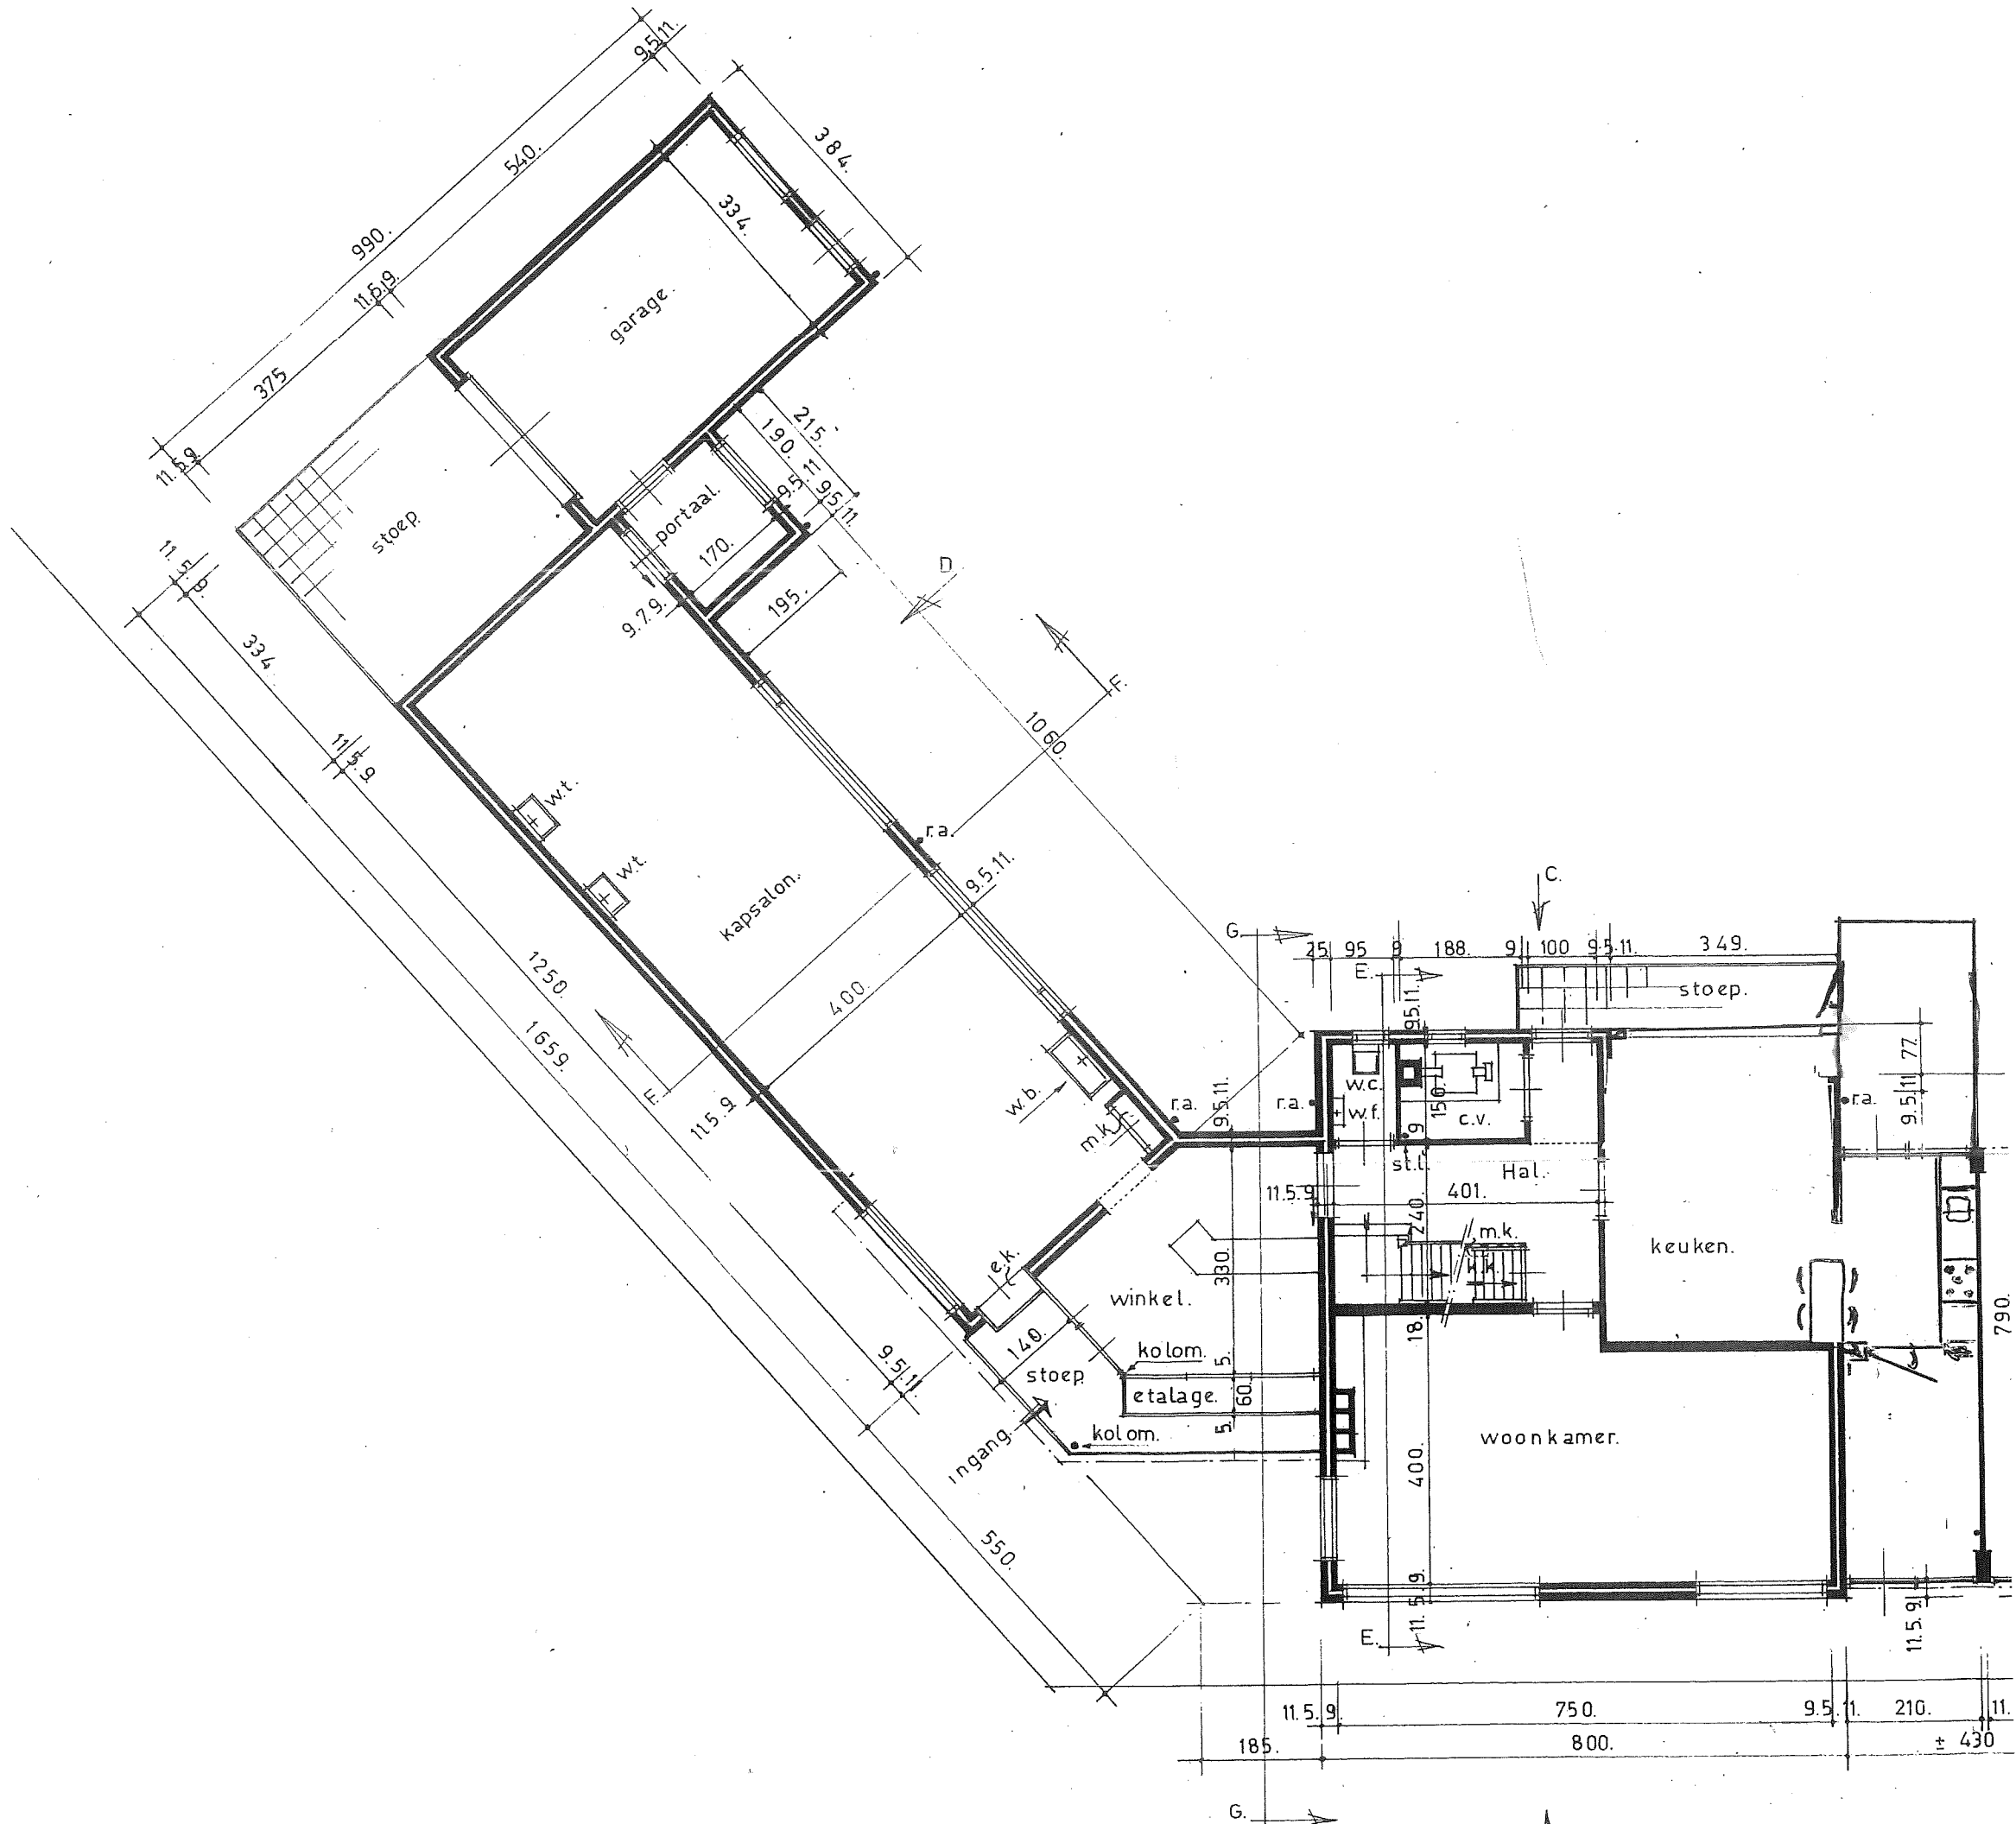 9.5.11.
540.
384.
990.
334.
garage.
11.5.9.
375
11.5.9.
215.
190.
9.5.11
9.5.11.
portaal.
stoep.
170.
11.5.9.
195.
9.7.9.
D
334
F.
1060.
11.5.9.
w.t.
r.a.
w.t.
9.5.11.
kapsalon.
C.
G.
25
95
9
188.
9
100
9.5.11.
349.
E.
stoep.
1250.
400.
9.5.11.
1659.
77.
F.
w.b.
w.c.
w.f.
150.
c.v.
r.a.
r.a.
9.5.11.
9.5.11
r.a.
11.5.9.
m.k.
9
st.l.
Hal.
11.5.9.
401.
240.
m.k.
k.k.
keuken.
e.k.
330.
winkel.
790.
18.
140.
kolom.
5.
stoep
9.5.11
etalage.
60.
5.
kolom.
ingang.
woonkamer.
400.
550.
11.5.9.
11.5.9.
E.
11.5.9.
750.
9.5.11.
210.
11.
185.
800.
± 430
G.